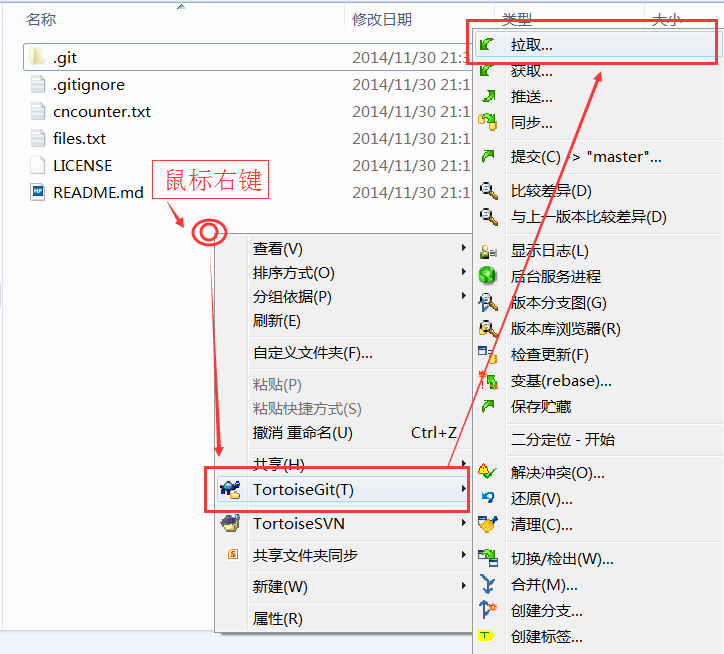 名称 修改日期 类型 大小
.git 2014/11/30 21:3
.gitignore 2014/11/30 21:1
cncounter.txt 2014/11/30 21:1
files.txt 2014/11/30 21:1
LICENSE 2014/11/30 21:1
README.md 2014/11/30 21:1
鼠标右键
查看(V)
排序方式(O)
分组依据(P)
刷新(E)
自定义文件夹(F)...
粘贴(P)
粘贴快捷方式(S)
撤消 重命名(U) Ctrl+Z
共享(H)
TortoiseGit(T)
TortoiseSVN
共享文件夹同步
新建(W)
属性(R)
拉取...
获取...
推送...
同步...
提交(C) -> "master"...
比较差异(D)
与上一版本比较差异(D)
显示日志(L)
后台服务进程
版本分支图(G)
版本库浏览器(R)
检查更新(F)
变基(rebase)...
保存贮藏
二分定位 - 开始
解决冲突(O)...
还原(V)...
清理(C)...
切换/检出(W)...
合并(M)...
创建分支...
创建标签...